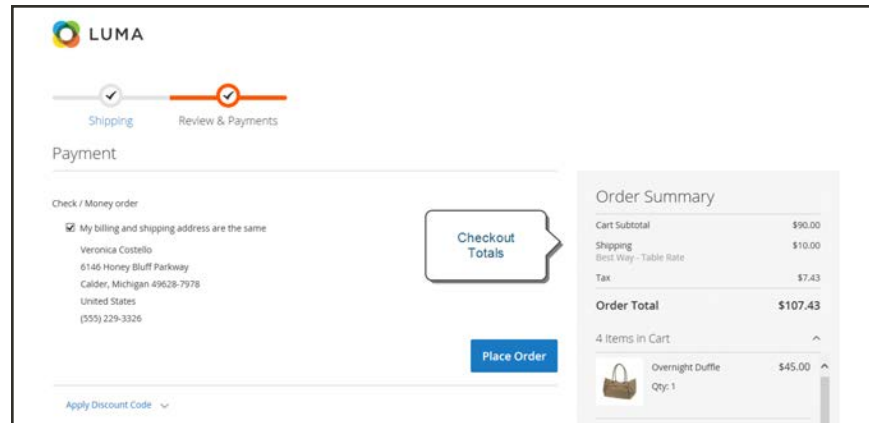 LUMA
Shipping
Review & Payments
Payment
Check / Money order
My billing and shipping address are the same
Veronica Costello
6146 Honey Bluff Parkway
Calder, Michigan 49628-7978
United States
(555) 229-3326
Place Order
Apply Discount Code
Checkout
Totals
Order Summary
Cart Subtotal $90.00
Shipping $10.00
Best Way - Table Rate
Tax $7.43
Order Total $107.43
4 Items in Cart
Overnight Duffle $45.00
Qty: 1